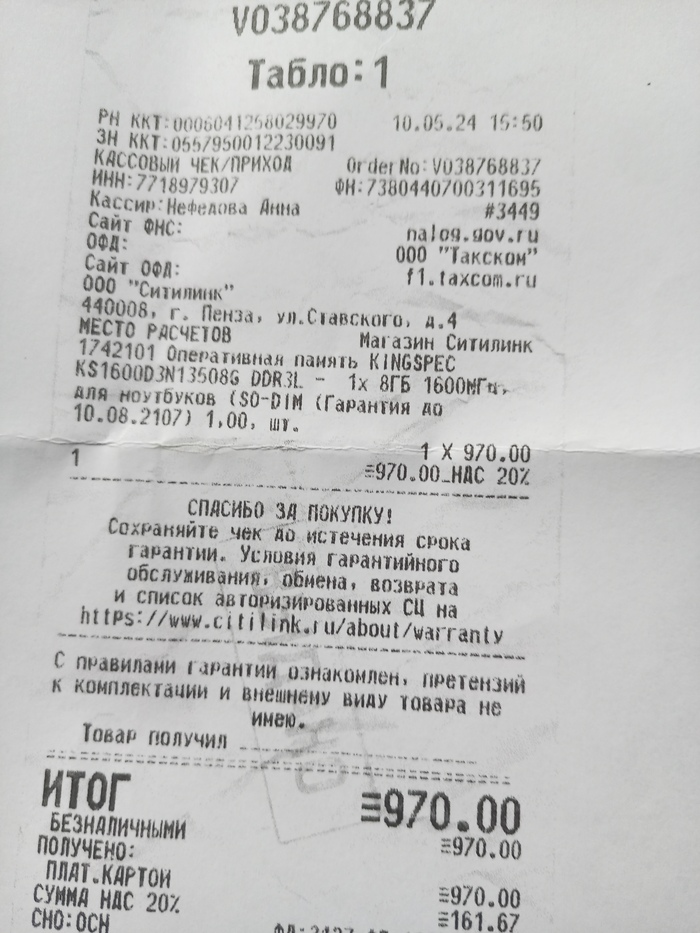 V038768837
Табло: 1
РН ККТ:0006041258029970 10.05.24 15:50
ЗН ККТ:0557950012230091
КАССОВЫЙ ЧЕК/ПРИХОД Order No: V038768837
ИНН:7718979307 ФН:7380440700311695
Кассир:Нефедова Анна #3449
Сайт ФНС: nalog.gov.ru
ОФД: ООО "Такском"
Сайт ОФД: f1.taxcom.ru
ООО "Ситилинк"
440008, г. Пенза, ул.Ставского, д.4
МЕСТО РАСЧЕТОВ Магазин Ситилинк
1742101 Оперативная память KINGSPEC
KS1600D3N13508G DDR3L - 1x 8ГБ 1600МГц,
для ноутбуков (SO-DIM (Гарантия до
10.08.2107) 1,00, шт.
1 1 X 970.00
≡970.00_НДС 20%
СПАСИБО ЗА ПОКУПКУ!
Сохраняйте чек до истечения срока
гарантии. Условия гарантийного
обслуживания, обмена, возврата
и список авторизированных СЦ на
https://www.citilink.ru/about/warranty
С правилами гарантии ознакомлен, претензий
к комплектации и внешнему виду товара не
имею.
Товар получил
ИТОГ ≡970.00
БЕЗНАЛИЧНЫМИ ≡970.00
ПОЛУЧЕНО:
ПЛАТ.КАРТОЙ ≡970.00
СУММА НДС 20% ≡161.67
СНО:ОСН